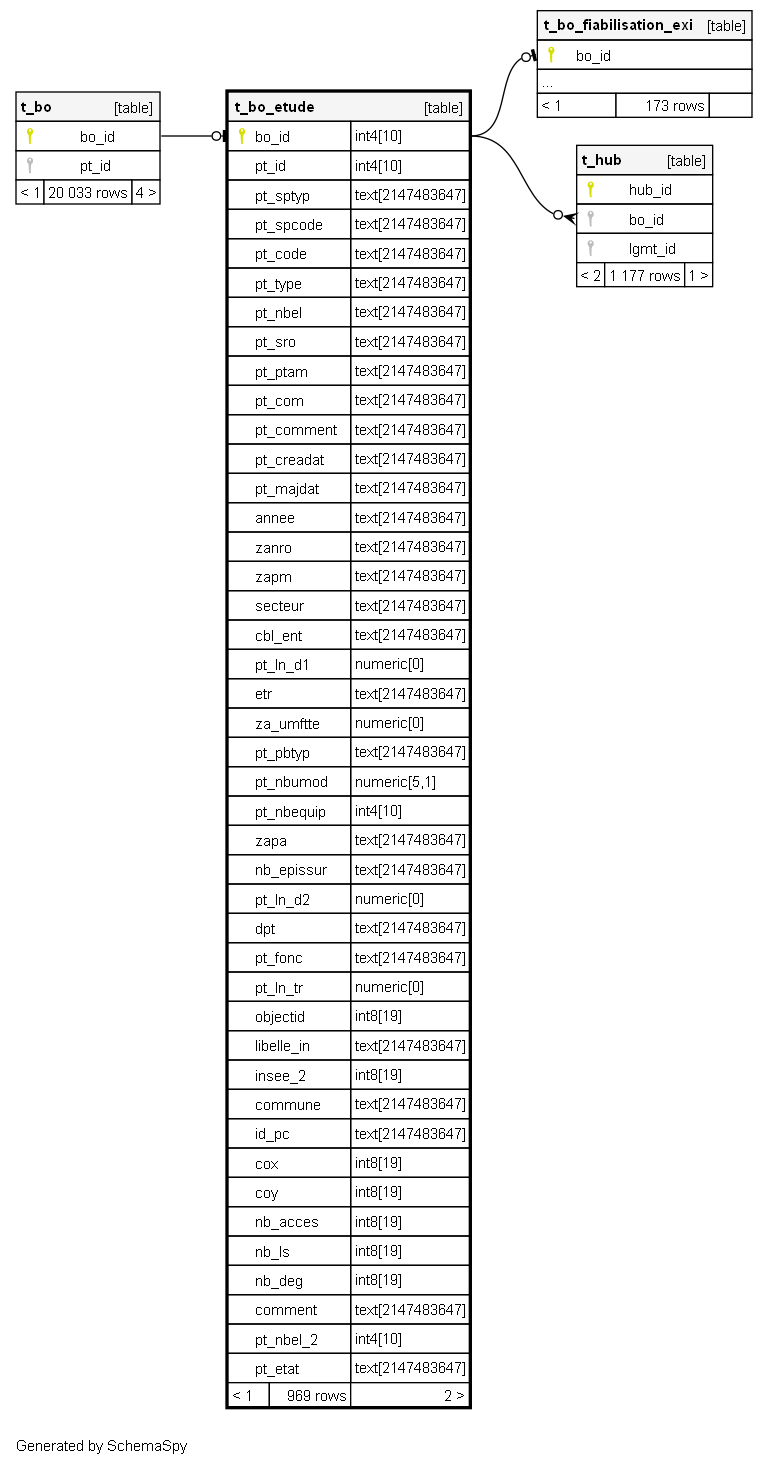 t_bo [table]
bo_id
pt_id
< 1 20 033 rows 4 >
t_bo_etude [table]
bo_id int4[10]
pt_id int4[10]
pt_sptyp text[2147483647]
pt_spcode text[2147483647]
pt_code text[2147483647]
pt_type text[2147483647]
pt_nbel text[2147483647]
pt_sro text[2147483647]
pt_ptam text[2147483647]
pt_com text[2147483647]
pt_comment text[2147483647]
pt_creadat text[2147483647]
pt_majdat text[2147483647]
annee text[2147483647]
zanro text[2147483647]
zapm text[2147483647]
secteur text[2147483647]
cbl_ent text[2147483647]
pt_ln_d1 numeric[0]
etr text[2147483647]
za_umftte numeric[0]
pt_pbtyp text[2147483647]
pt_nbumod numeric[5,1]
pt_nbequip int4[10]
zapa text[2147483647]
nb_epissur text[2147483647]
pt_ln_d2 numeric[0]
dpt text[2147483647]
pt_fonc text[2147483647]
pt_ln_tr numeric[0]
objectid int8[19]
libelle_in text[2147483647]
insee_2 int8[19]
commune text[2147483647]
id_pc text[2147483647]
cox int8[19]
coy int8[19]
nb_acces int8[19]
nb_ls int8[19]
nb_deg int8[19]
comment text[2147483647]
pt_nbel_2 int4[10]
pt_etat text[2147483647]
< 1 969 rows 2 >
t_bo_fiabilisation_exi [table]
bo_id
...
< 1 173 rows
t_hub [table]
hub_id
bo_id
lgmt_id
< 2 1 177 rows 1 >
Generated by SchemaSpy